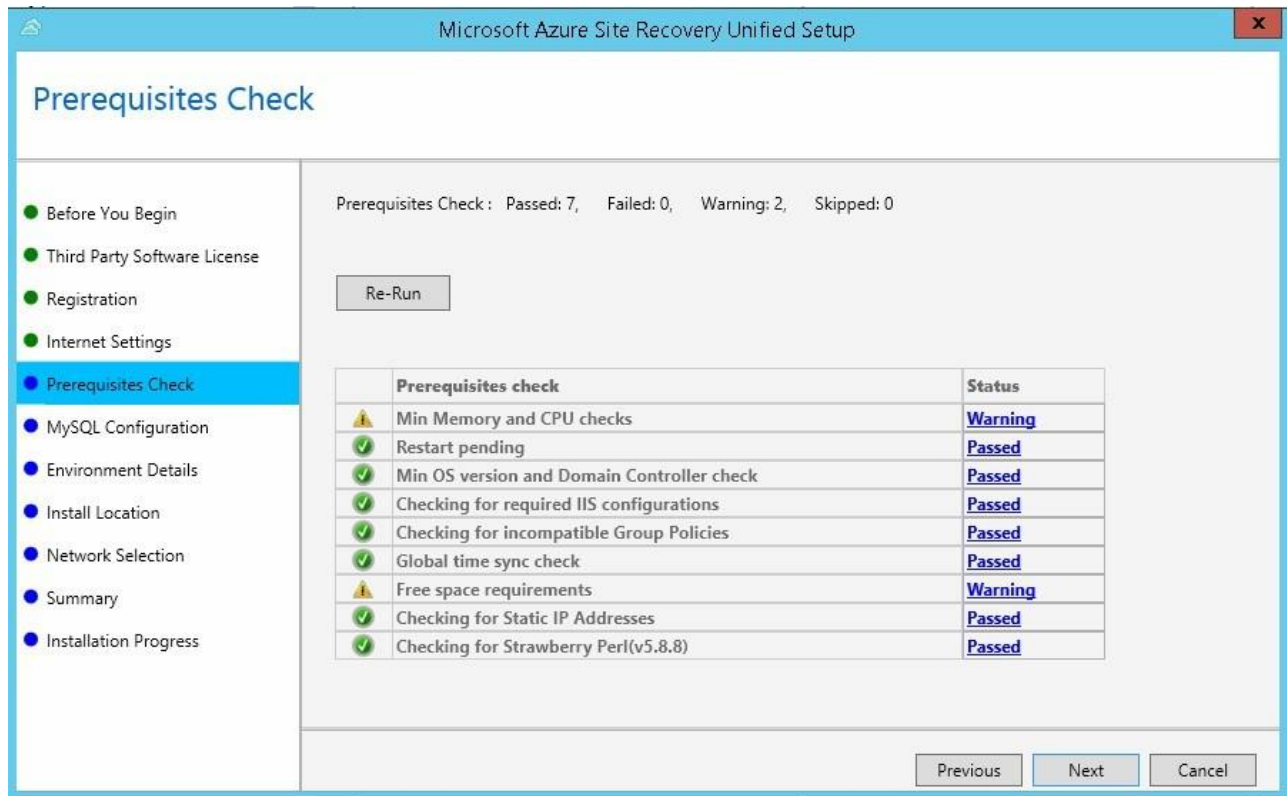 Microsoft Azure Site Recovery Unified Setup
x
Prerequisites Check
Before You Begin
Third Party Software License
Registration
Internet Settings
Prerequisites Check
MySQL Configuration
Environment Details
Install Location
Network Selection
Summary
Installation Progress
Prerequisites Check : Passed: 7, Failed: 0, Warning: 2, Skipped: 0
Re-Run
Prerequisites check Status
Min Memory and CPU checks Warning
Restart pending Passed
Min OS version and Domain Controller check Passed
Checking for required IIS configurations Passed
Checking for incompatible Group Policies Passed
Global time sync check Passed
Free space requirements Warning
Checking for Static IP Addresses Passed
Checking for Strawberry Perl(v5.8.8) Passed
Previous Next Cancel